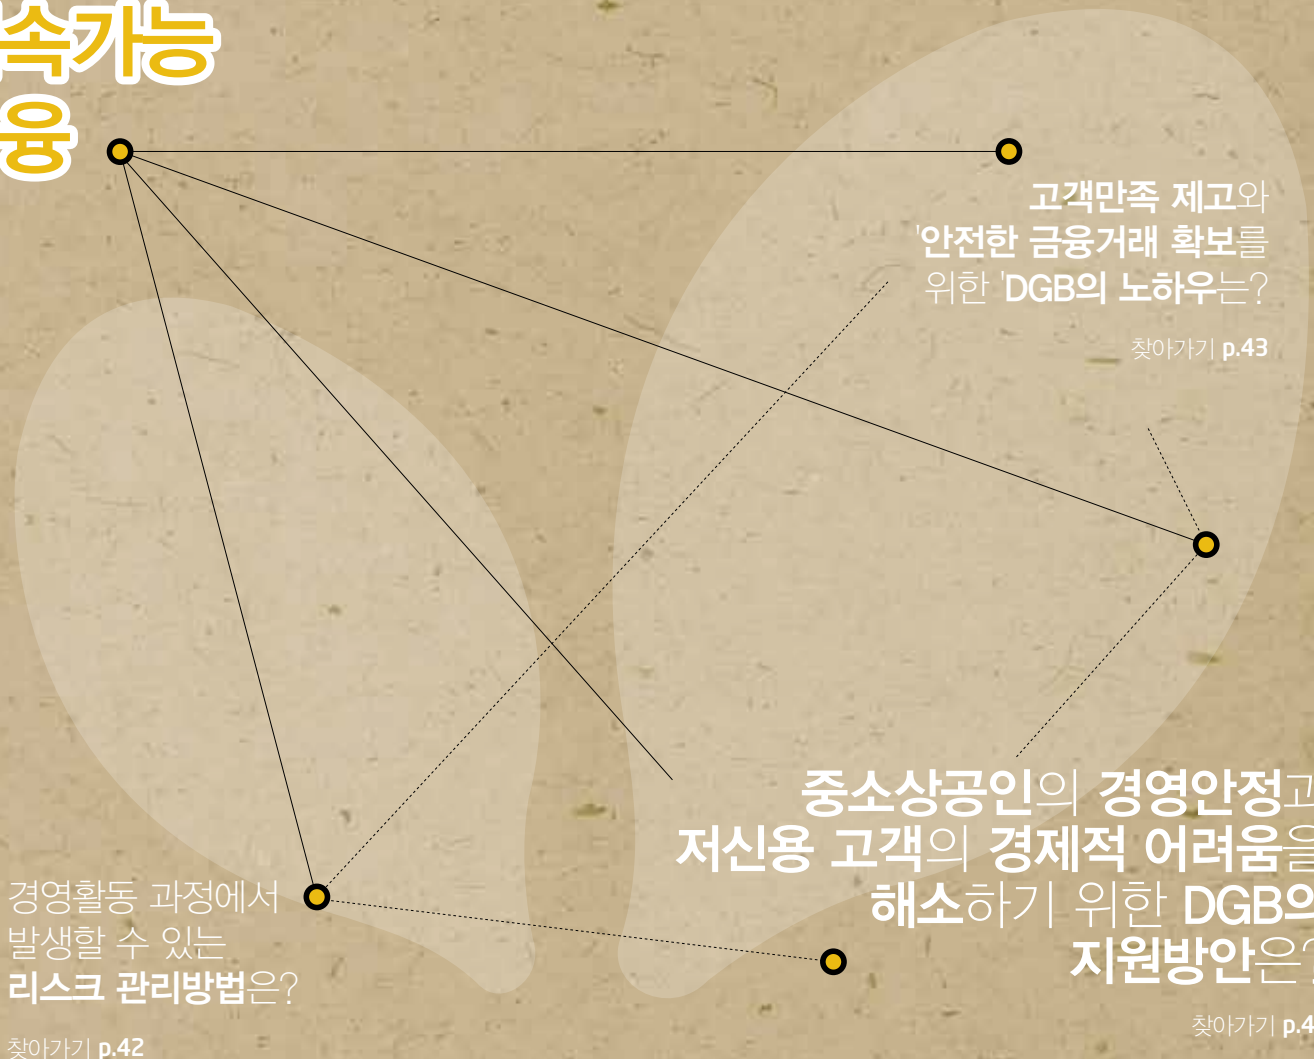 속가능
융
고객만족 제고와
'안전한 금융거래 확보를
위한 'DGB의 노하우는?
찾아가기 p.43
중소상공인의 경영안정과
저신용 고객의 경제적 어려움을
해소하기 위한 DGB의
지원방안은?
찾아가기 p.4
경영활동 과정에서
발생할 수 있는
리스크 관리방법은?
찾아가기 p.42